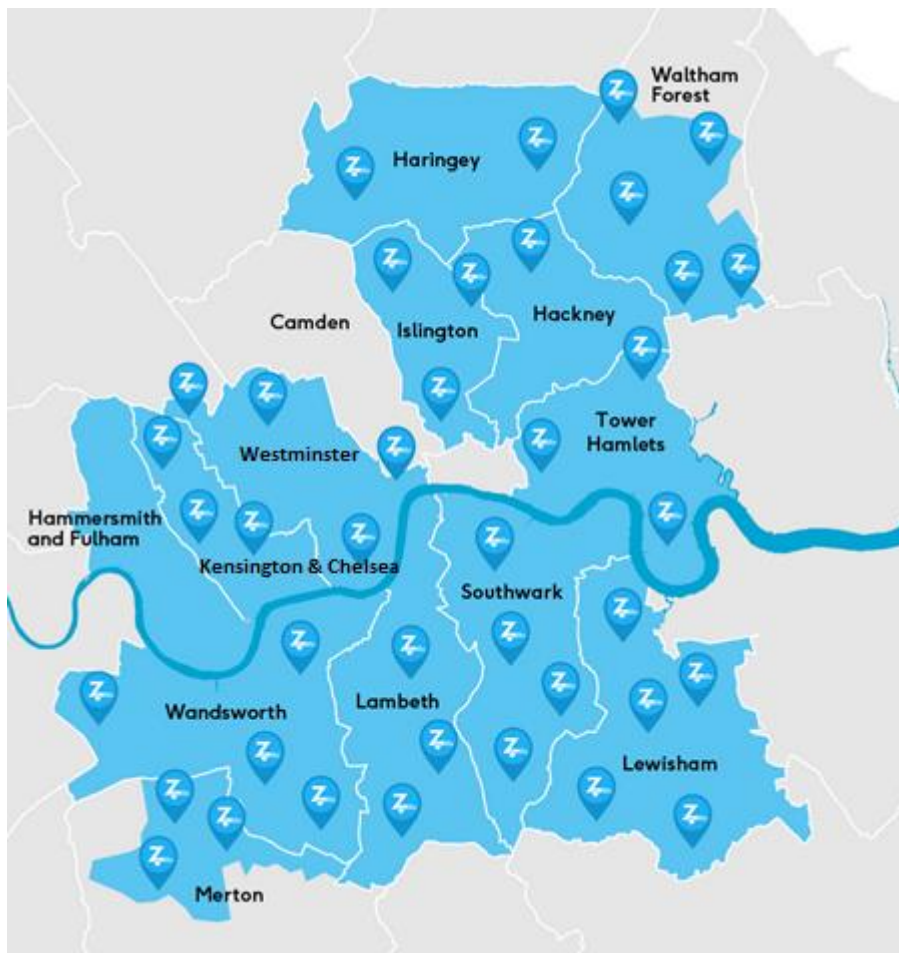 Waltham
Forest
Haringey
Camden
Islington
Hackney
Tower
Hamlets
Westminster
Hammersmith
and Fulham
Kensington & Chelsea
Southwark
Wandsworth
Lambeth
Lewisham
Merton